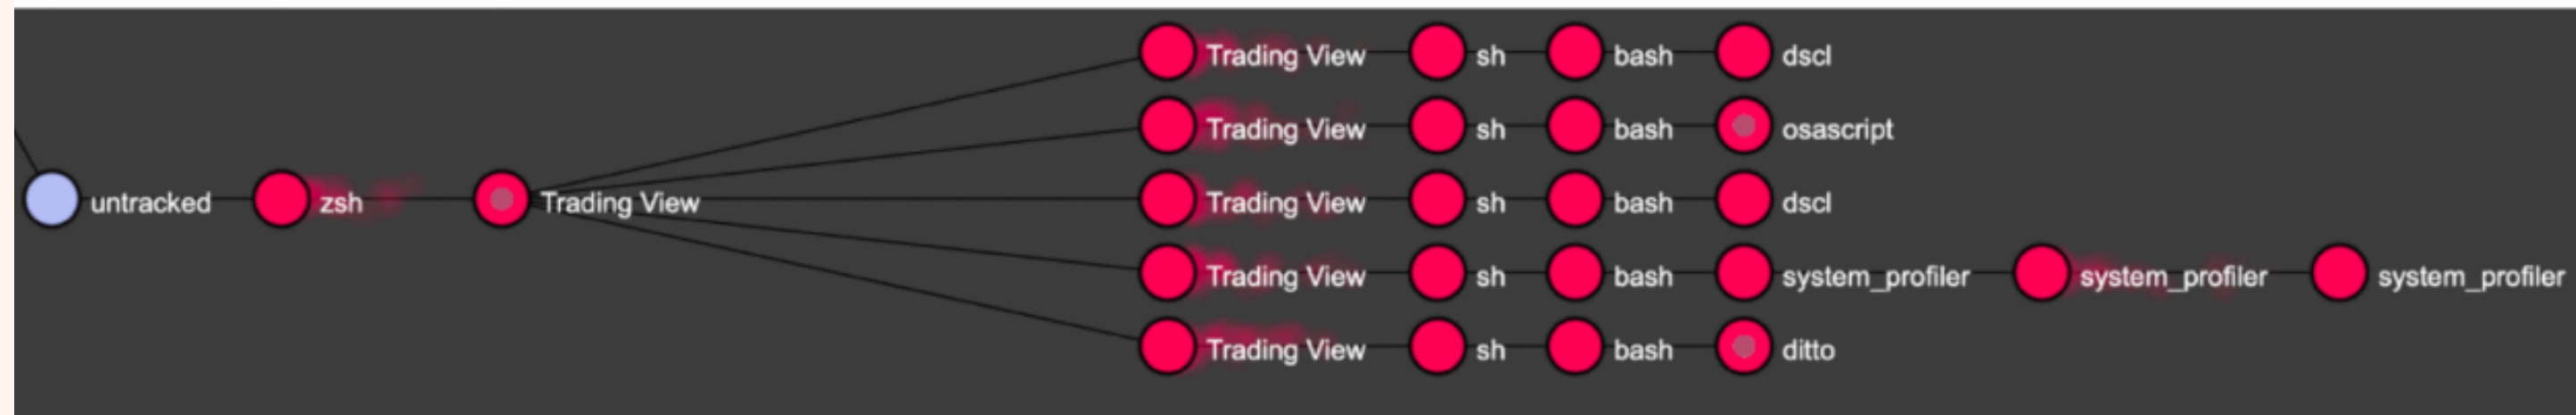 Trading View sh bash dscl
Trading View sh bash osascript
untracked zsh Trading View Trading View sh bash dscl
Trading View sh bash system_profiler system_profiler system_profiler
Trading View sh bash ditto